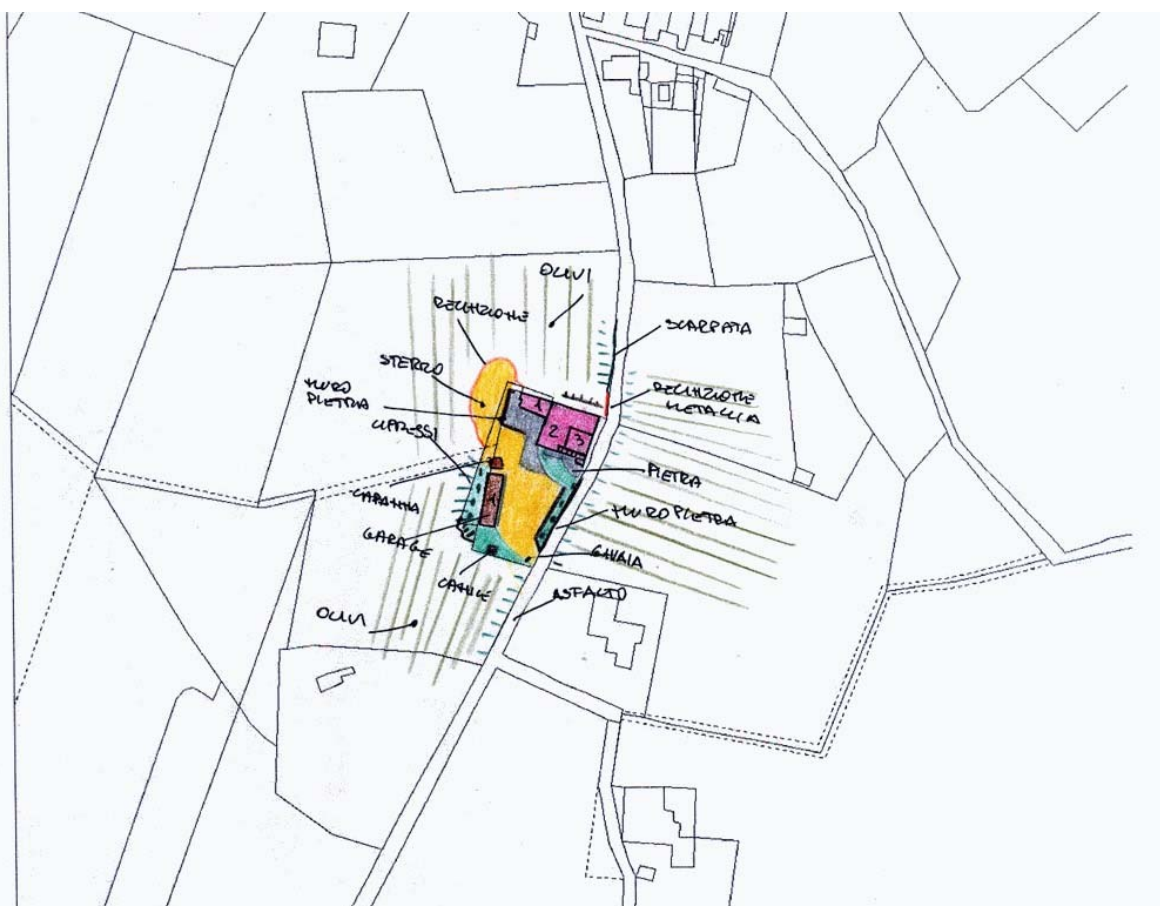 OLIVI
RECINZIONE
SCARPATA
STERRO
MURO
PIETRA
RECINZIONE
METALLICA
CIPRESSI
1
2
3
PIETRA
CAPANNA
MURO PIETRA
GARAGE
GHIAIA
CANILE
ASFALTO
OLIVI